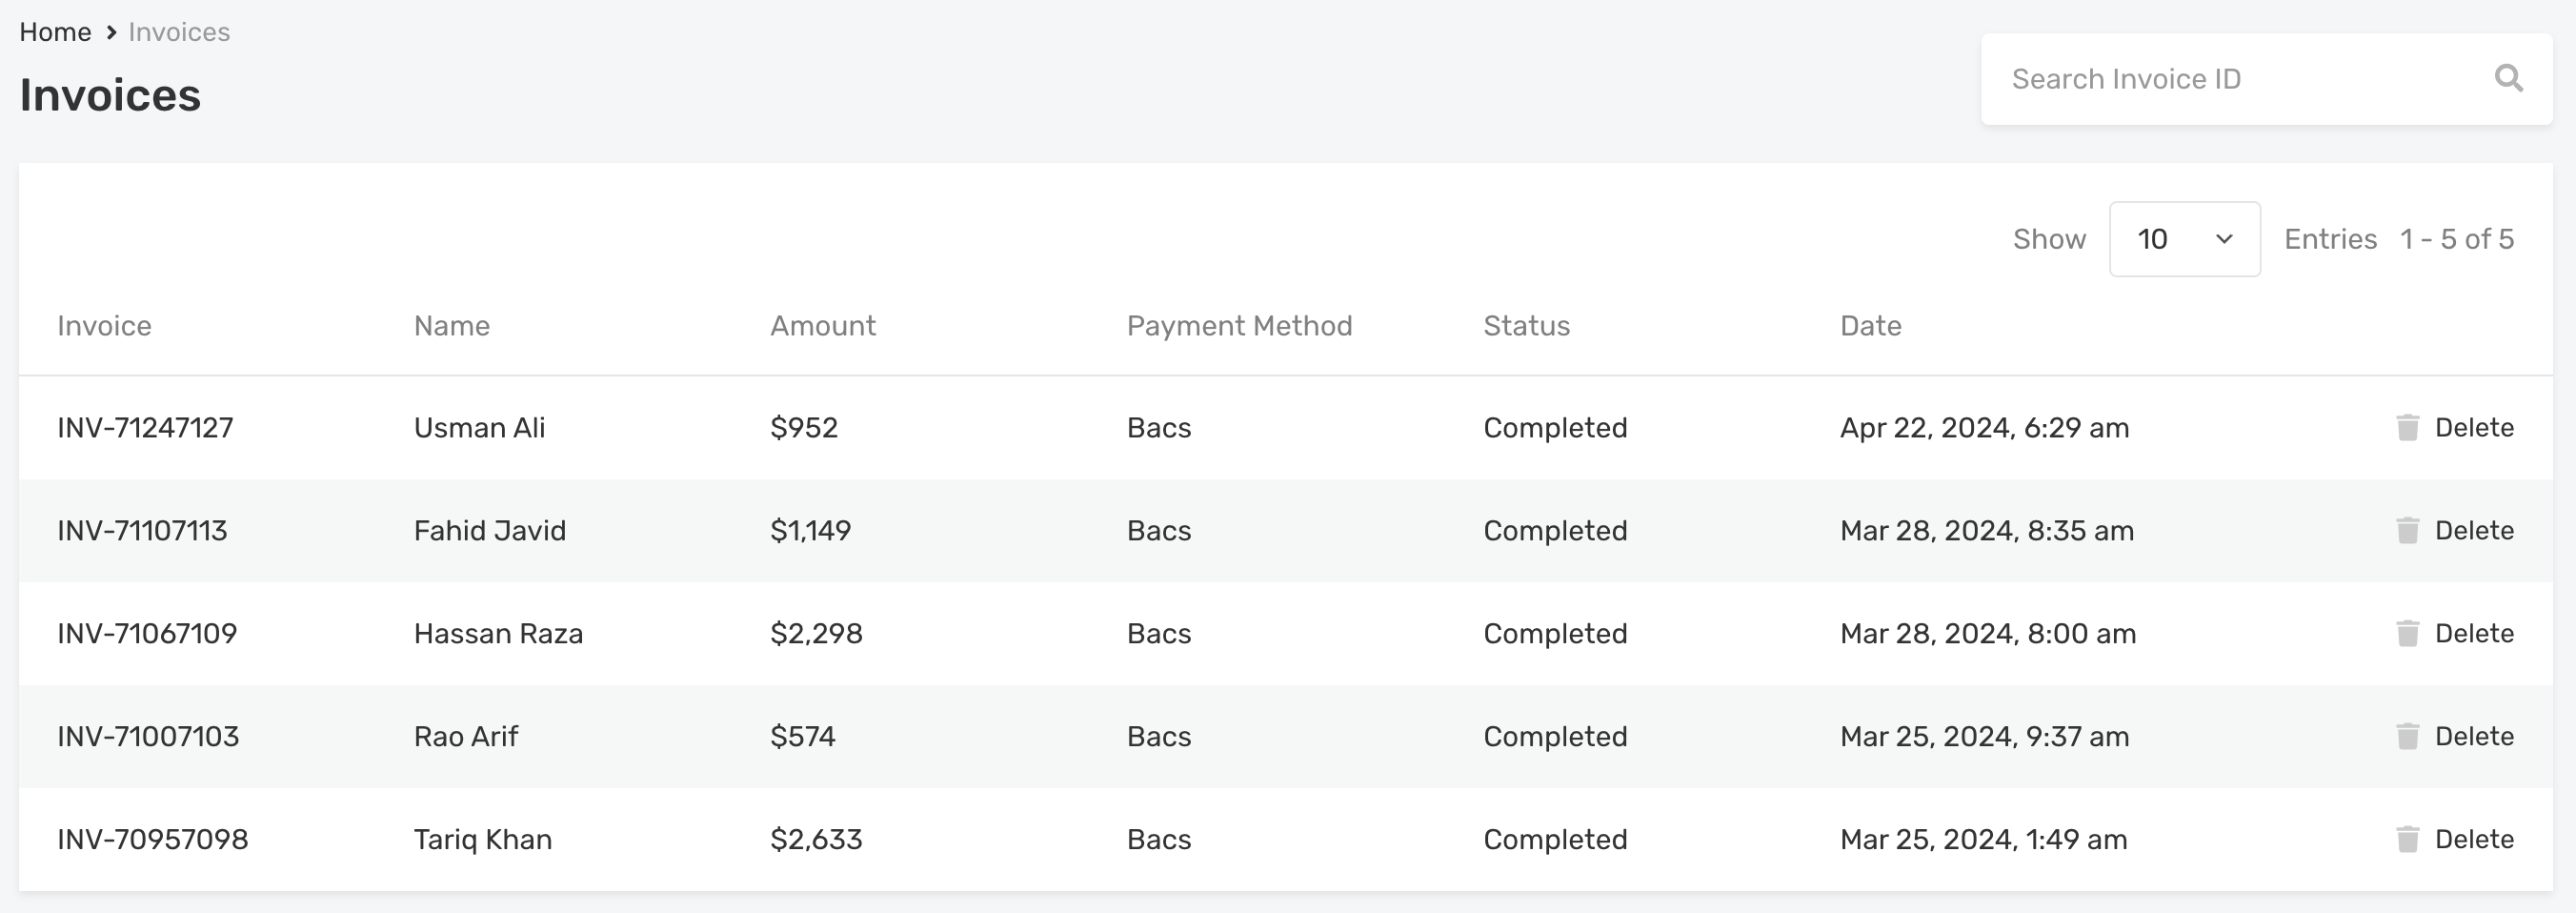 Home Invoices
Invoices
Search Invoice ID
Show 10 Entries 1 - 5 of 5
Invoice Name Amount Payment Method Status Date
INV-71247127 Usman Ali $952 Bacs Completed Apr 22, 2024, 6:29 am Delete
INV-71107113 Fahid Javid $1,149 Bacs Completed Mar 28, 2024, 8:35 am Delete
INV-71067109 Hassan Raza $2,298 Bacs Completed Mar 28, 2024, 8:00 am Delete
INV-71007103 Rao Arif $574 Bacs Completed Mar 25, 2024, 9:37 am Delete
INV-70957098 Tariq Khan $2,633 Bacs Completed Mar 25, 2024, 1:49 am Delete